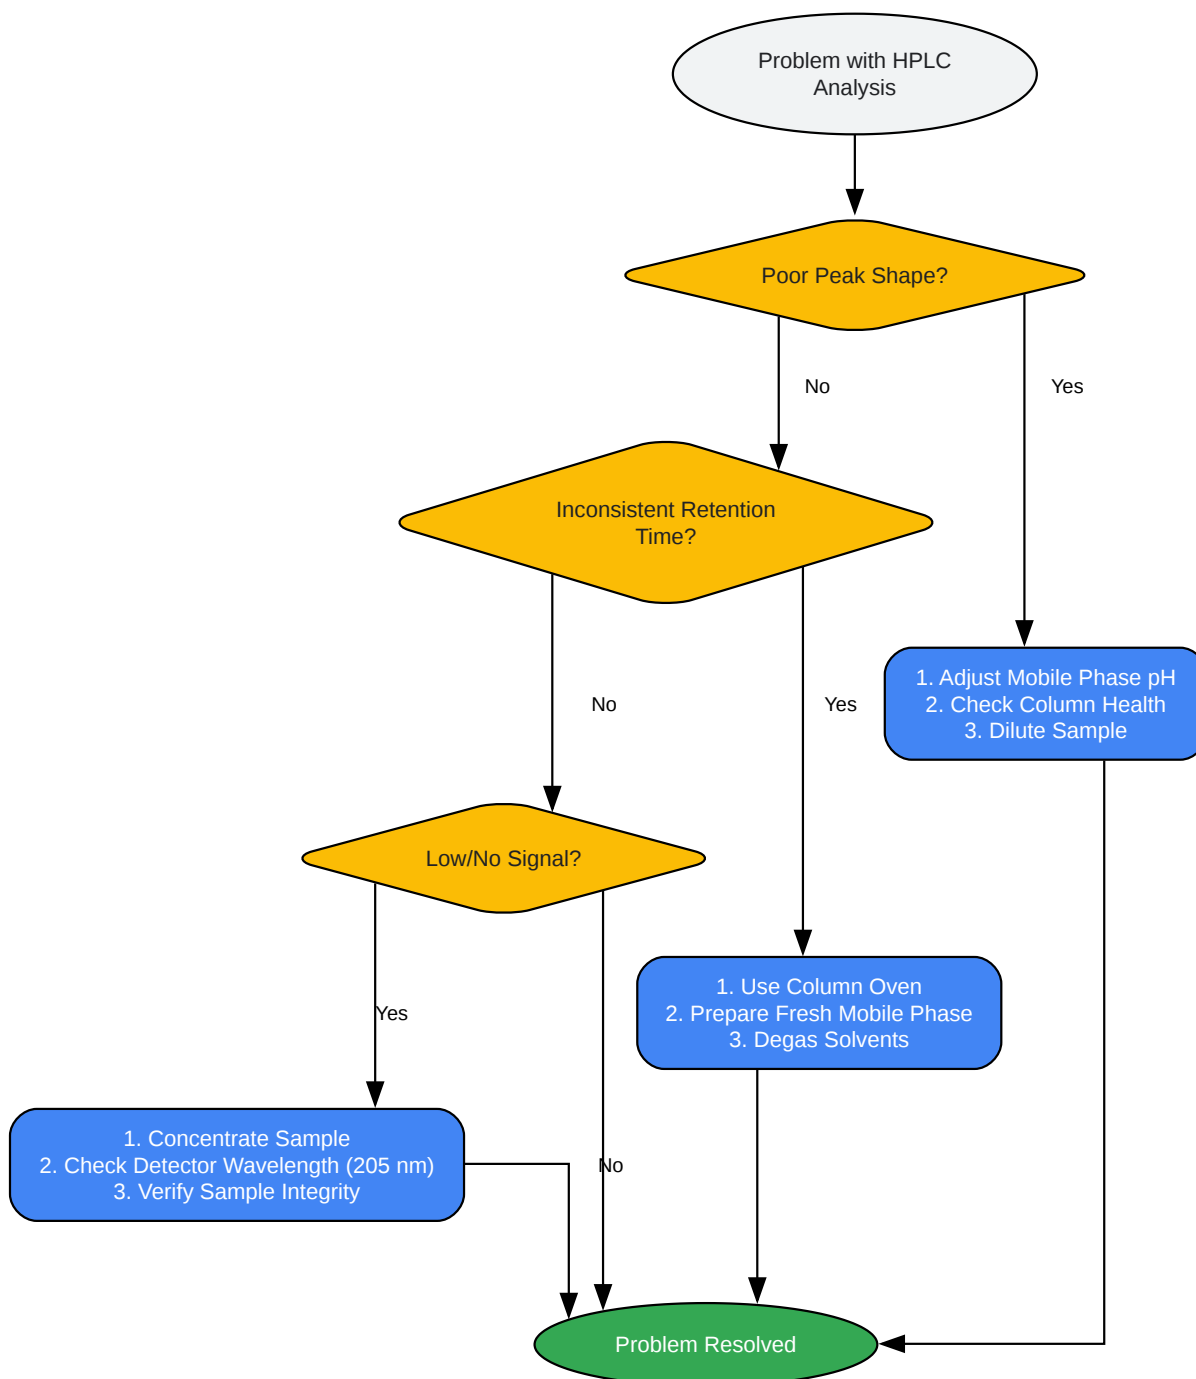 Problem with HPLC
Analysis
Poor Peak Shape?
No
Yes
Inconsistent Retention
Time?
No
Yes
1. Adjust Mobile Phase pH
2. Check Column Health
3. Dilute Sample
Low/No Signal?
Yes
No
1. Use Column Oven
2. Prepare Fresh Mobile Phase
3. Degas Solvents
1. Concentrate Sample
2. Check Detector Wavelength (205 nm)
3. Verify Sample Integrity
Problem Resolved